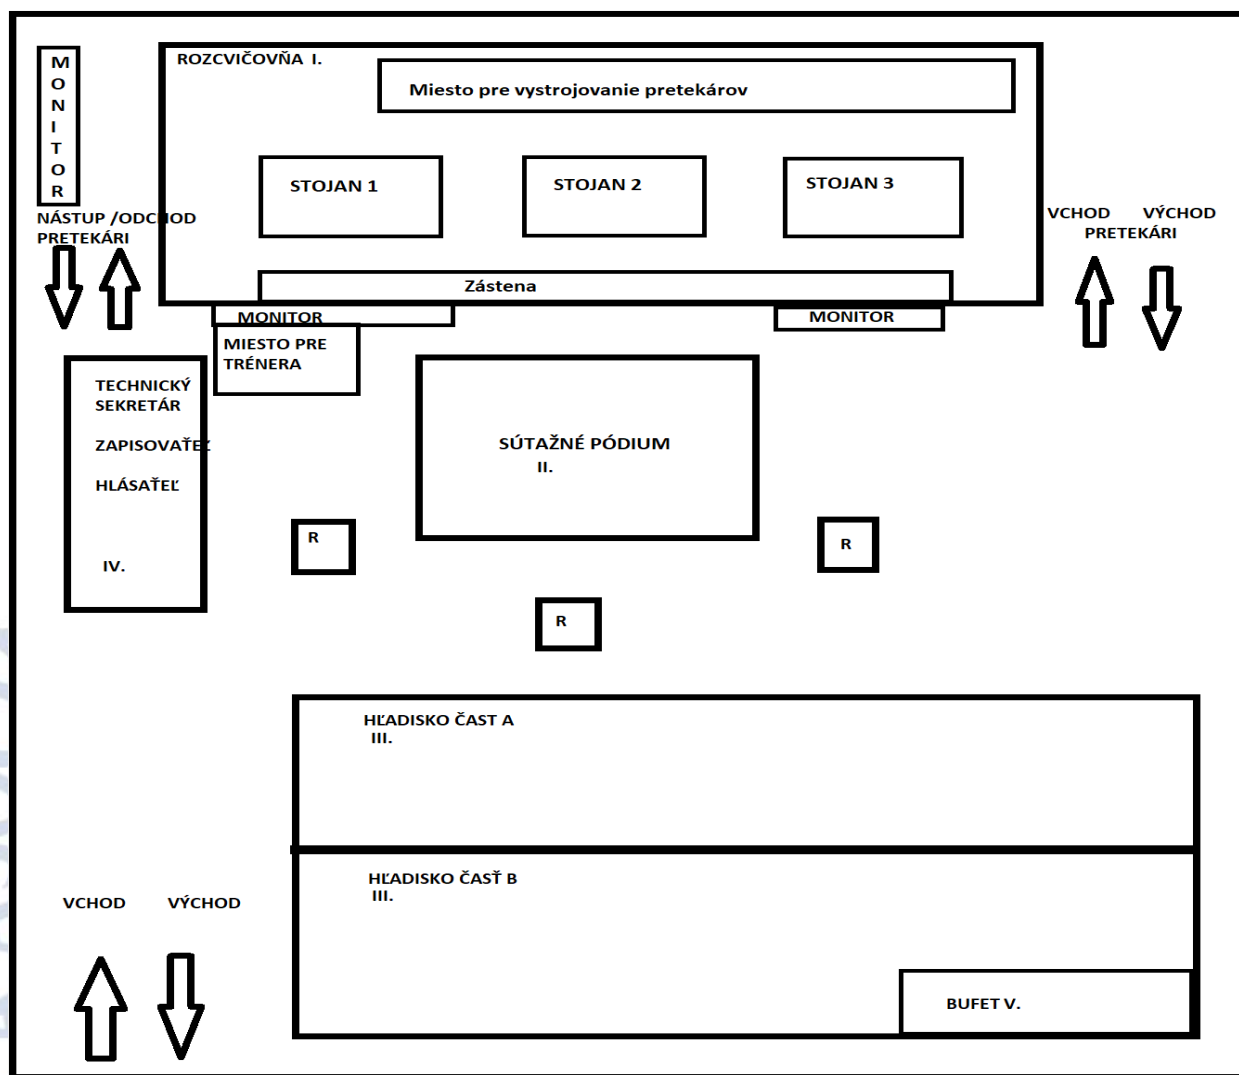 M
O
N
I
T
O
R
ROZCVIČOVŇA  I.
Miesto pre vystrojovanie pretekárov
STOJAN 1
STOJAN 2
STOJAN 3
NÁSTUP /ODCHOD
PRETEKÁRI
VCHOD
VÝCHOD
PRETEKÁRI
Zástena
MONITOR
MONITOR
MIESTO PRE
TRÉNERA
TECHNICKÝ
SEKRETÁR
ZAPISOVATEĽ
HLÁSATEĽ
IV.
SÚTAŽNÉ PÓDIUM
II.
R
R
R
HĽADISKO ČAST A
III.
HĽADISKO ČASŤ B
III.
VCHOD
VÝCHOD
BUFET V.